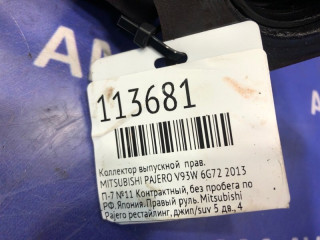 113681
Коллектор выпускной прав.
MITSUBISHI PAJERO V93W 6G72 2013
П-7 №11 Контрактный,без пробега по
РФ.Япония.Правый руль.Mitsubishi
Pajero рестайлинг, джип/suv 5 дв., 4